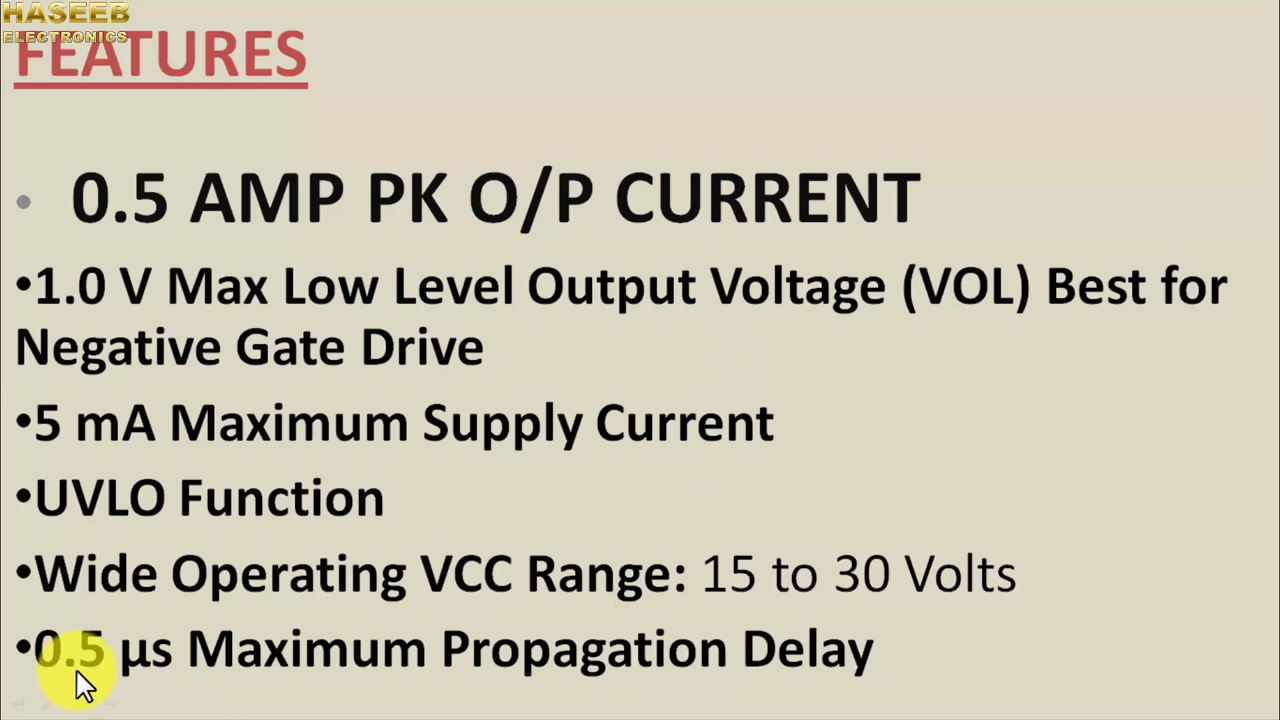 HASEEB
ELECTRONICS
FEATURES
• 0.5 AMP PK O/P CURRENT
•1.0 V Max Low Level Output Voltage (VOL) Best for
Negative Gate Drive
•5 mA Maximum Supply Current
•UVLO Function
•Wide Operating VCC Range: 15 to 30 Volts
•0.5 µs Maximum Propagation Delay